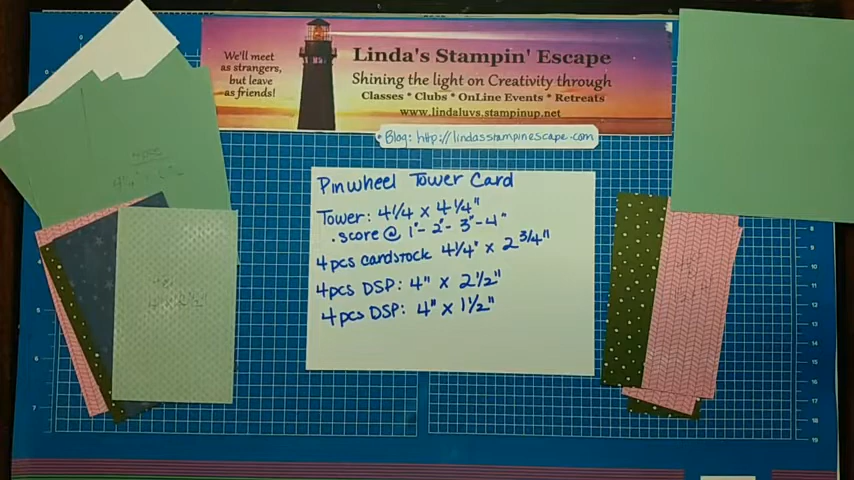 We'll meet
as strangers,
but leave
as friends!
Linda's Stampin' Escape
Shining the light on Creativity through
Classes * Clubs * OnLine Events * Retreats
www.lindaluvs.stampinup.net
Blog: http://lindasstampinescape.com
Pinwheel Tower Card
Tower: 4 1/4 x 4 1/4"
. score @ 1"- 2"- 3"- 4"
4 pcs cardstock 4 1/4" x 2 3/4"
4 pcs DSP: 4" x 2 1/2"
4 pcs DSP: 4" x 1 1/2"